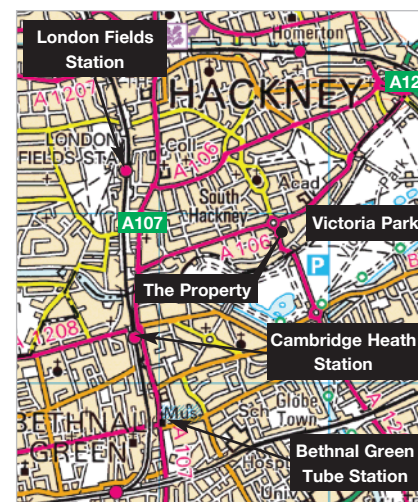 London Fields
Station
Homerton
A12
A1207
HACKNEY
LONDON
FIELDS STA
Coll
A106
Acad
Park
South
Hackney
A107
Victoria Park
A106
P
The Property
A1208
Cambridge Heath
Station
BETHNAL
GREEN
Mus
Sch
Globe
Town
A107
Hosp
Univ
Bethnal Green
Tube Station